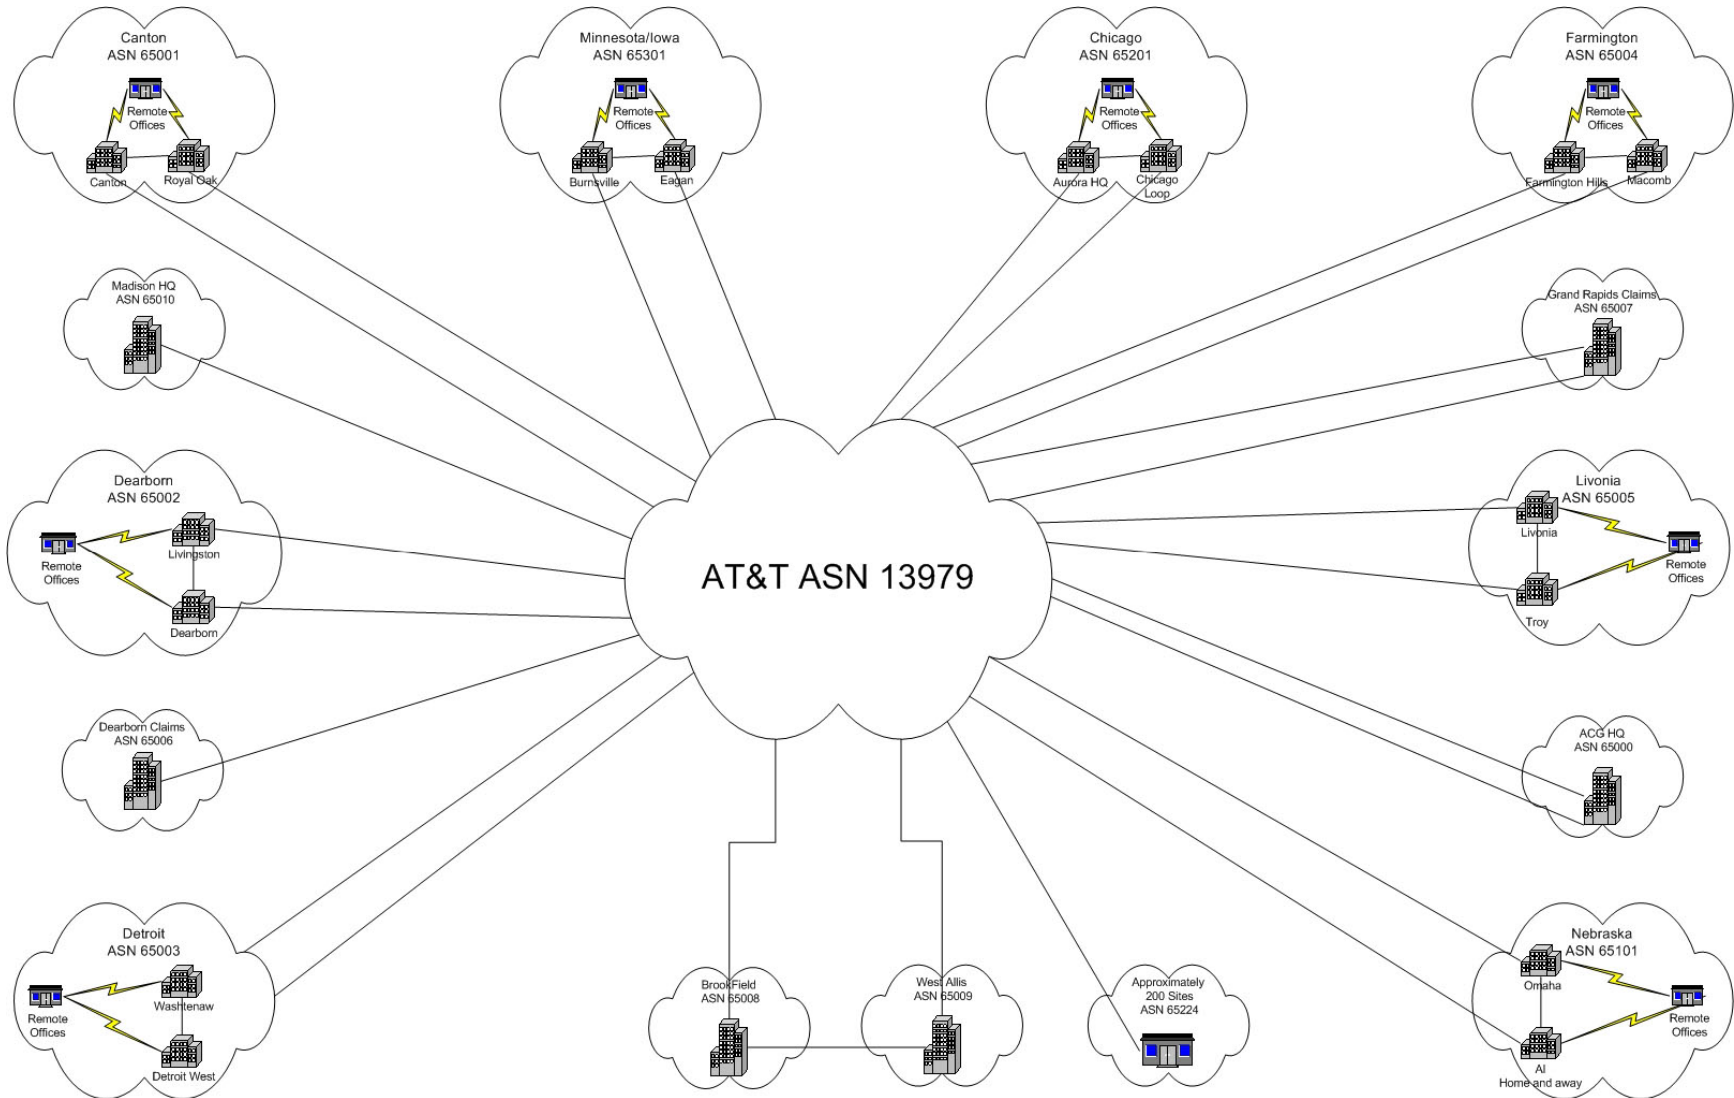 Canton
ASN 65001
Remote
Offices
Canton
Royal Oak
Minnesota/Iowa
ASN 65301
Remote
Offices
Burnsville
Eagan
Chicago
ASN 65201
Remote
Offices
Aurora HQ
Chicago
Loop
Farmington
ASN 65004
Remote
Offices
Farmington Hills
Macomb
Madison HQ
ASN 65010
Grand Rapids Claims
ASN 65007
Dearborn
ASN 65002
Livingston
Remote
Offices
Dearborn
AT&T ASN 13979
Livonia
ASN 65005
Livonia
Remote
Offices
Troy
Dearborn Claims
ASN 65006
ACG HQ
ASN 65000
Detroit
ASN 65003
Washtenaw
Remote
Offices
Detroit West
BrookField
ASN 65008
West Allis
ASN 65009
Approximately
200 Sites
ASN 65224
Nebraska
ASN 65101
Omaha
Remote
Offices
AI
Home and away